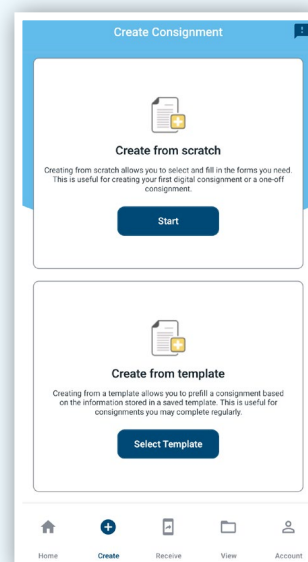 Create Consignment
Create from scratch
Creating from scratch allows you to select and fill in the forms you need.
This is useful for creating your first digital consignment or a one-off
consignment.
Start
Create from template
Creating from a template allows you to prefill a consignment based
on the information stored in a saved template. This is useful for
consignments you may complete regularly.
Select Template
Home Create Receive View Account